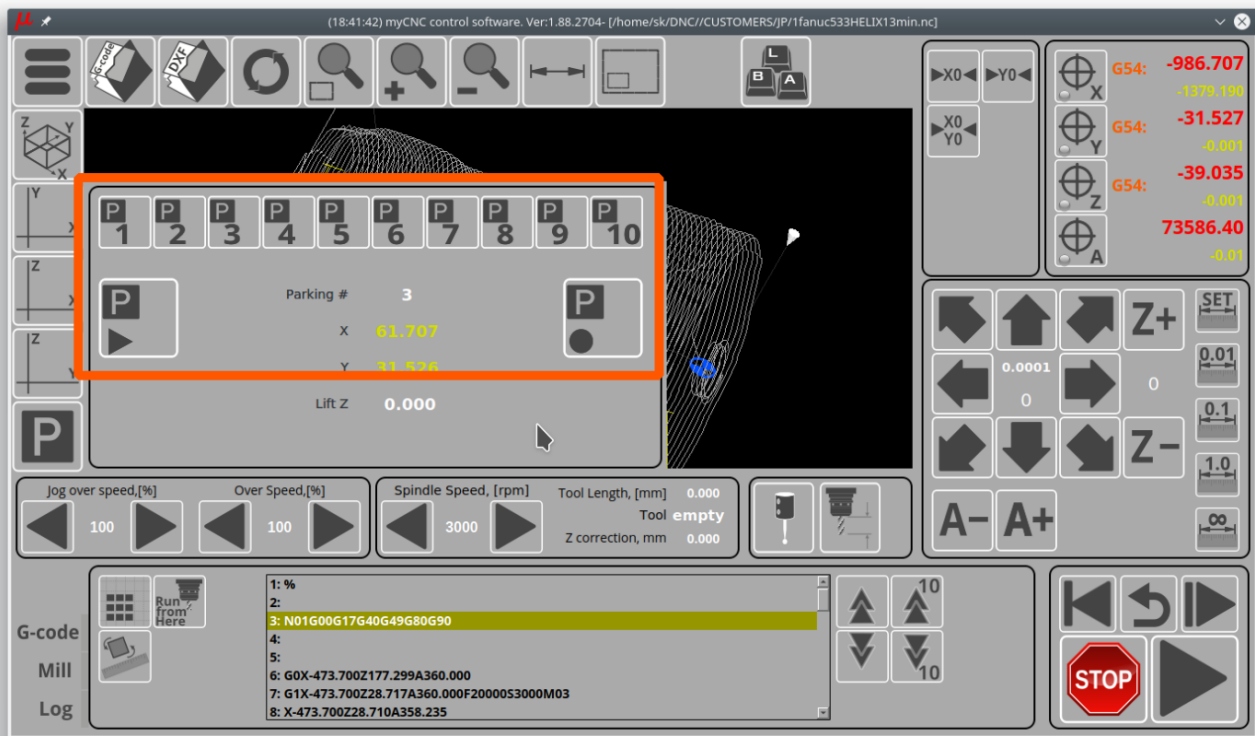 (18:41:42) myCNC control software. Ver:1.88.2704- [/home/sk/DNC//CUSTOMERS/JP/1fanuc533HELIX13min.nc]
G-code
DXF
L
B A
X0 Y0
X0
Y0
X
G54: -986.707
-1379.190
Y
G54: -31.527
-0.001
Z
G54: -39.035
-0.001
A
73586.40
-0.01
Z Y
X
Y
X
Z
X
Z
Y
P
P P P P P P P P P P
1 2 3 4 5 6 7 8 9 10
P
P
Parking # 3
X 61.707
Y 31.526
Lift Z 0.000
Z+
SET
0.0001
0
0
0.01
0.1
Z-
1.0
A- A+
∞
Jog over speed,[%]
100
Over Speed,[%]
100
Spindle Speed, [rpm]
3000
Tool Length, [mm] 0.000
Tool empty
Z correction, mm 0.000
G-code
Mill
Log
Run
from
Here
1: %
2:
3: N01G00G17G40G49G80G90
4:
5:
6: G0X-473.700Z177.299A360.000
7: G1X-473.700Z28.717A360.000F20000S3000M03
8: X-473.700Z28.710A358.235
10
10
STOP